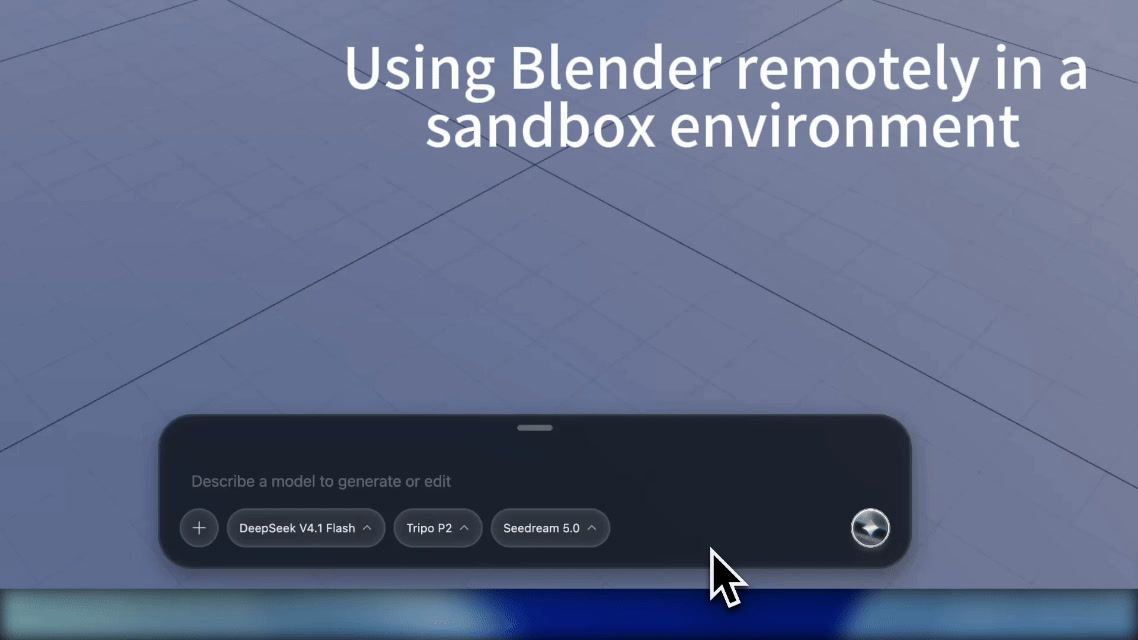 Using Blender remotely in a
sandbox environment
Describe a model to generate or edit
DeepSeek V4.1 Flash
Tripo P2
Seedream 5.0